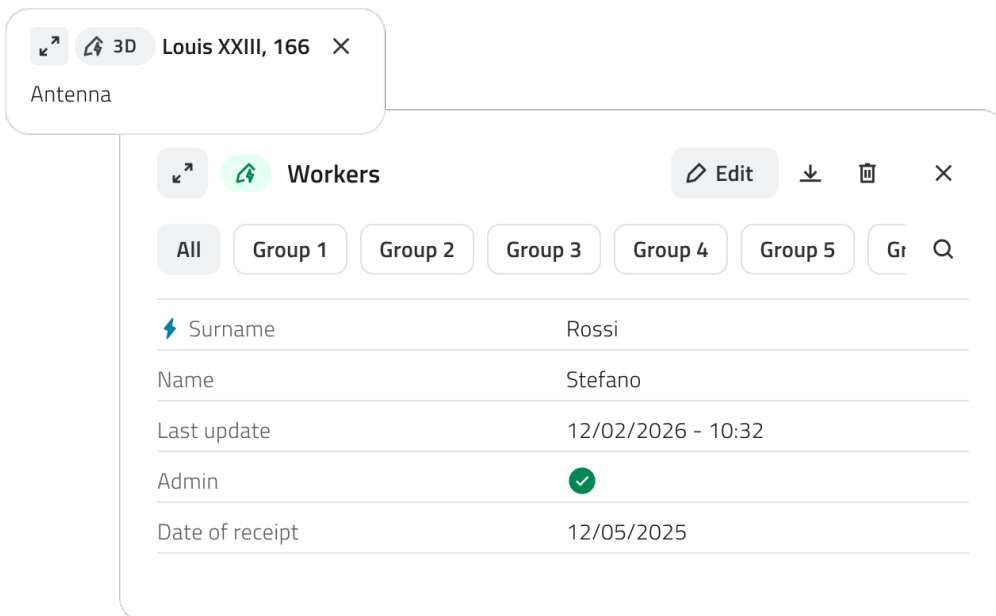 3D Louis XXIII, 166
Antenna
Workers Edit
All Group 1 Group 2 Group 3 Group 4 Group 5
Surname Rossi
Name Stefano
Last update 12/02/2026 - 10:32
Admin
Date of receipt 12/05/2025